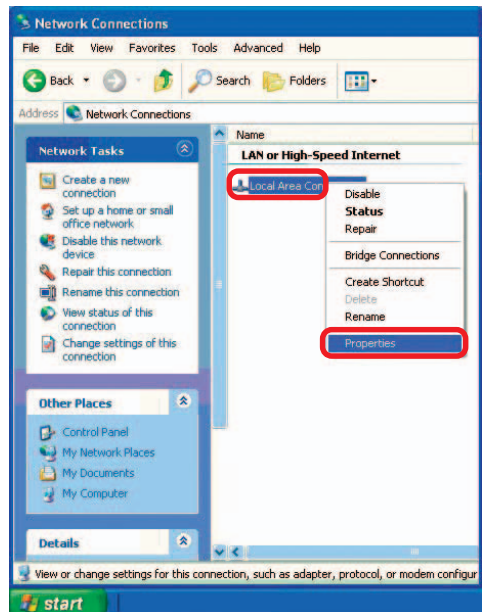 Network Connections
File Edit View Favorites Tools Advanced Help
Back Search Folders
Address Network Connections
Network Tasks
Create a new
connection
Set up a home or small
office network
Disable this network
device
Repair this connection
Rename this connection
View status of this
connection
Change settings of this
connection
Other Places
Control Panel
My Network Places
My Documents
My Computer
Details
Name
LAN or High-Speed Internet
Local Area Con
Disable
Status
Repair
Bridge Connections
Create Shortcut
Delete
Rename
Properties
View or change settings for this connection, such as adapter, protocol, or modem configur
start